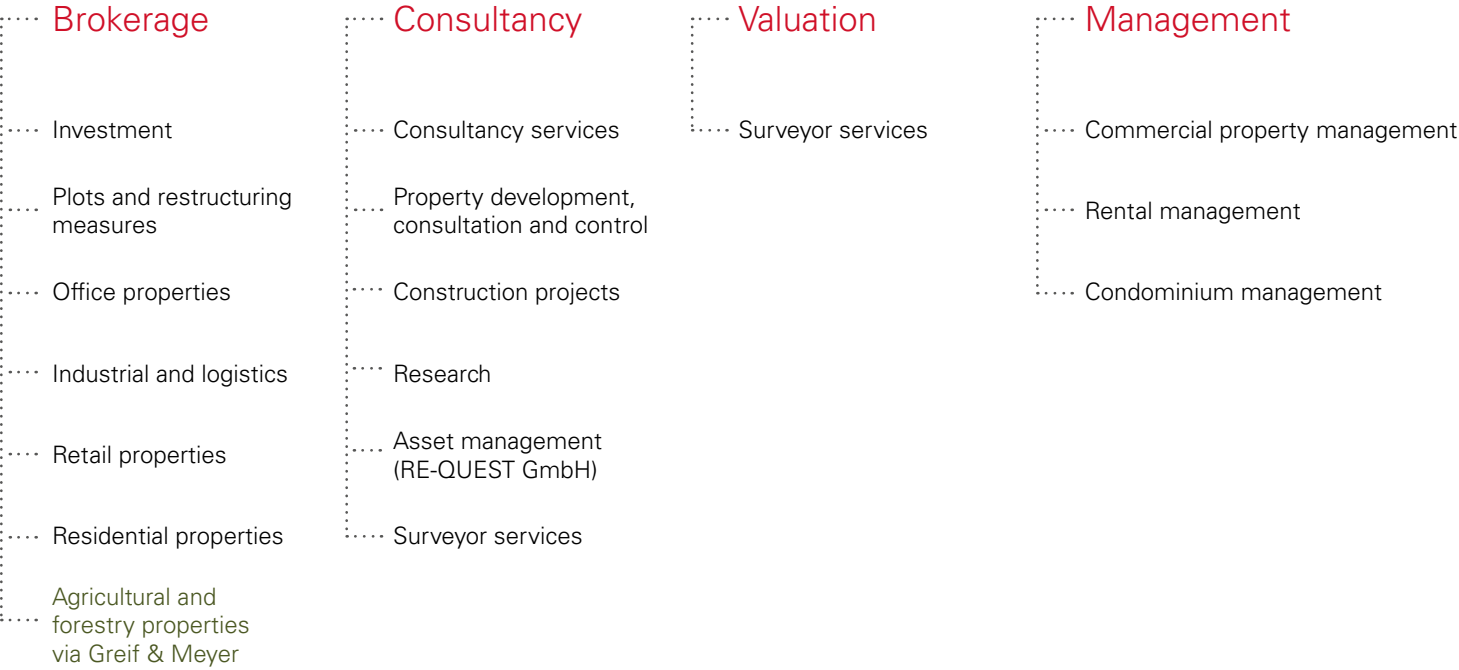 Brokerage
Investment
Plots and restructuring
measures
Office properties
Industrial and logistics
Retail properties
Residential properties
Agricultural and
forestry properties
via Greif & Meyer
Consultancy
Consultancy services
Property development,
consultation and control
Construction projects
Research
Asset management
(RE-QUEST GmbH)
Surveyor services
Valuation
Surveyor services
Management
Commercial property management
Rental management
Condominium management